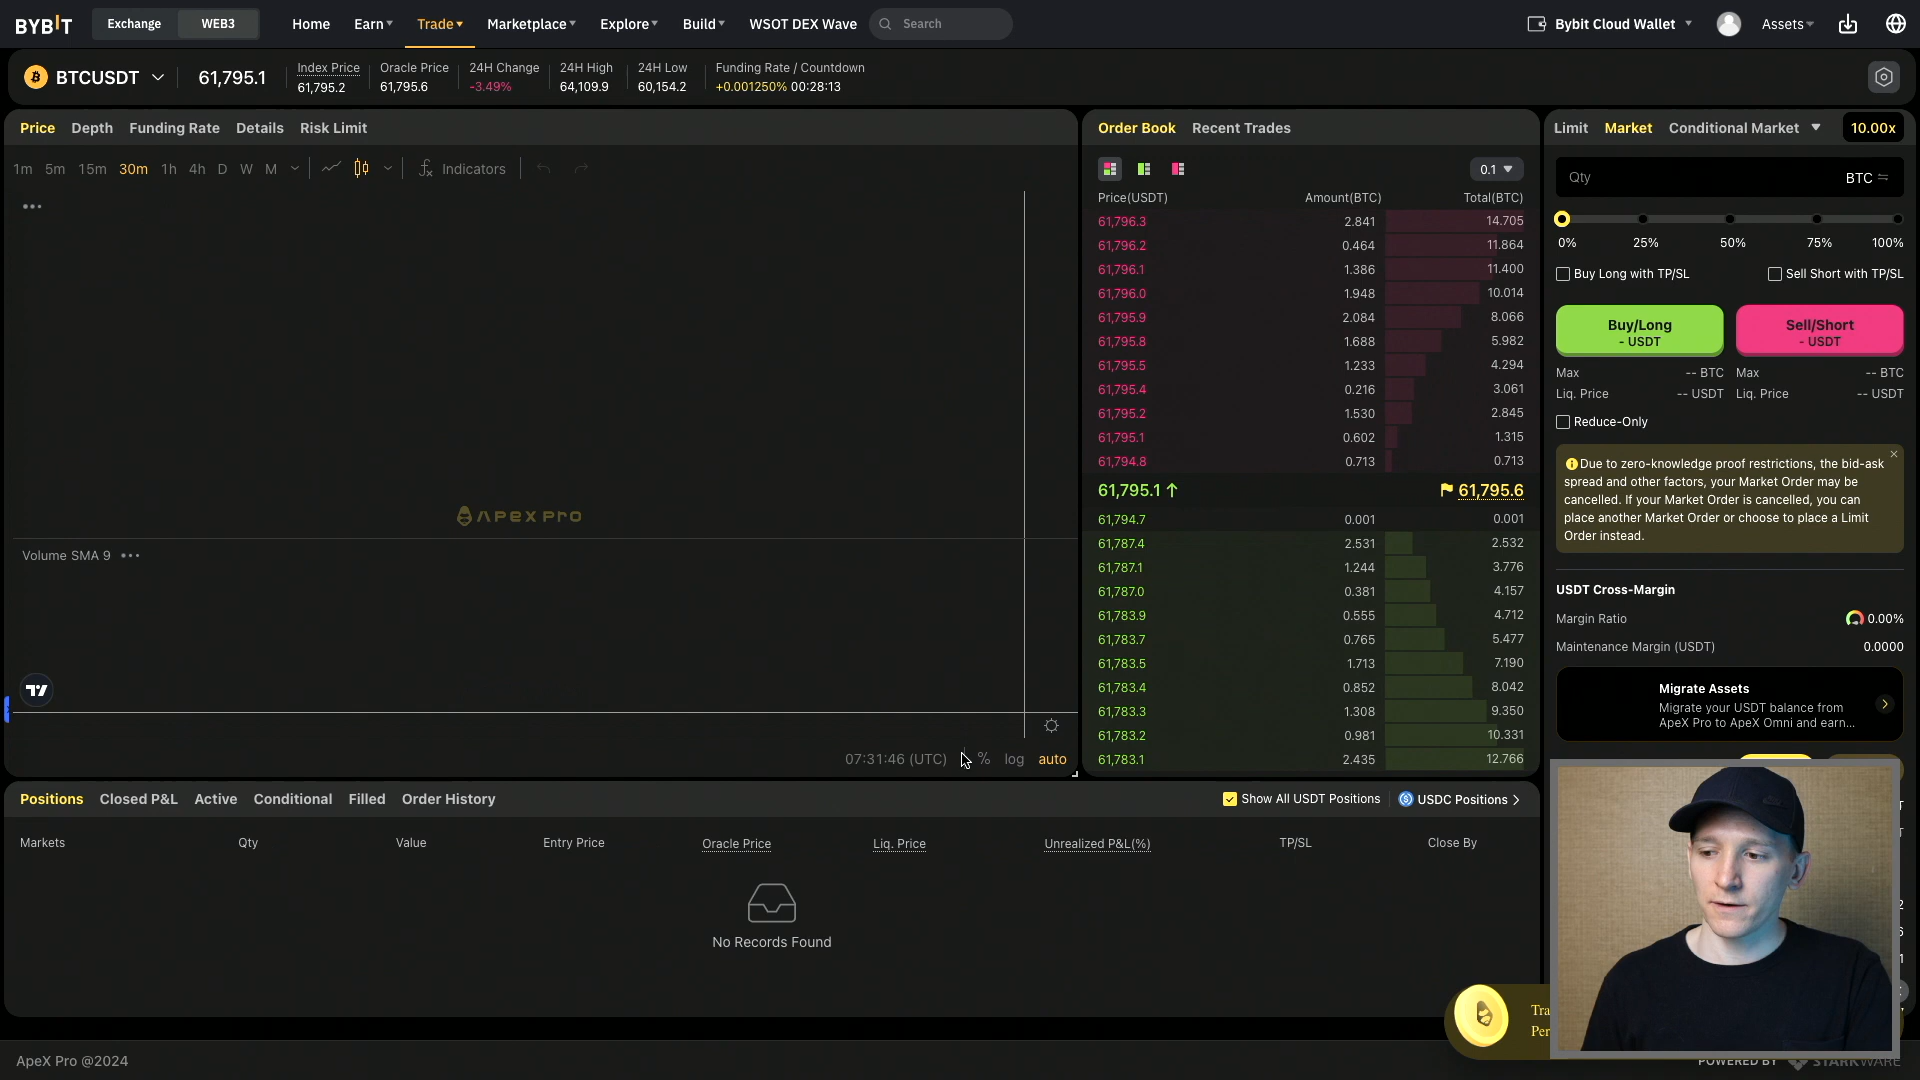 BYBIT Exchange WEB3 Home Earn Trade Marketplace Explore Build WSOT DEX Wave Search Bybit Cloud Wallet Assets
BTCUSDT 61,795.1
Index Price Oracle Price 24H Change 24H High 24H Low Funding Rate / Countdown
61,795.2 61,795.6 -3.49% 64,109.9 60,154.2 +0.001250% 00:28:13
Price Depth Funding Rate Details Risk Limit
1m 5m 15m 30m 1h 4h D W M Indicators
APEX PRO
Volume SMA 9
07:31:46 (UTC) % log auto
Order Book Recent Trades
0.1
Price(USDT) Amount(BTC) Total(BTC)
61,796.3 2.841 14.705
61,796.2 0.464 11.864
61,796.1 1.386 11.400
61,796.0 1.948 10.014
61,795.9 2.084 8.066
61,795.8 1.688 5.982
61,795.5 1.233 4.294
61,795.4 0.216 3.061
61,795.2 1.530 2.845
61,795.1 0.602 1.315
61,794.8 0.713 0.713
61,795.1 61,795.6
61,794.7 0.001 0.001
61,787.4 2.531 2.532
61,787.1 1.244 3.776
61,787.0 0.381 4.157
61,783.9 0.555 4.712
61,783.7 0.765 5.477
61,783.5 1.713 7.190
61,783.4 0.852 8.042
61,783.3 1.308 9.350
61,783.2 0.981 10.331
61,783.1 2.435 12.766
Limit Market Conditional Market 10.00x
Qty BTC
0% 25% 50% 75% 100%
Buy Long with TP/SL Sell Short with TP/SL
Buy/Long Sell/Short
- USDT - USDT
Max -- BTC Max -- BTC
Liq. Price -- USDT Liq. Price -- USDT
Reduce-Only
Due to zero-knowledge proof restrictions, the bid-ask
spread and other factors, your Market Order may be
cancelled. If your Market Order is cancelled, you can
place another Market Order or choose to place a Limit
Order instead.
USDT Cross-Margin
Margin Ratio 0.00%
Maintenance Margin (USDT) 0.0000
Migrate Assets
Migrate your USDT balance from
ApeX Pro to ApeX Omni and earn...
Positions Closed P&L Active Conditional Filled Order History Show All USDT Positions USDC Positions
Markets Qty Value Entry Price Oracle Price Liq. Price Unrealized P&L(%) TP/SL Close By
No Records Found
Tra
Per
ApeX Pro @2024 POWERED BY STARKWARE